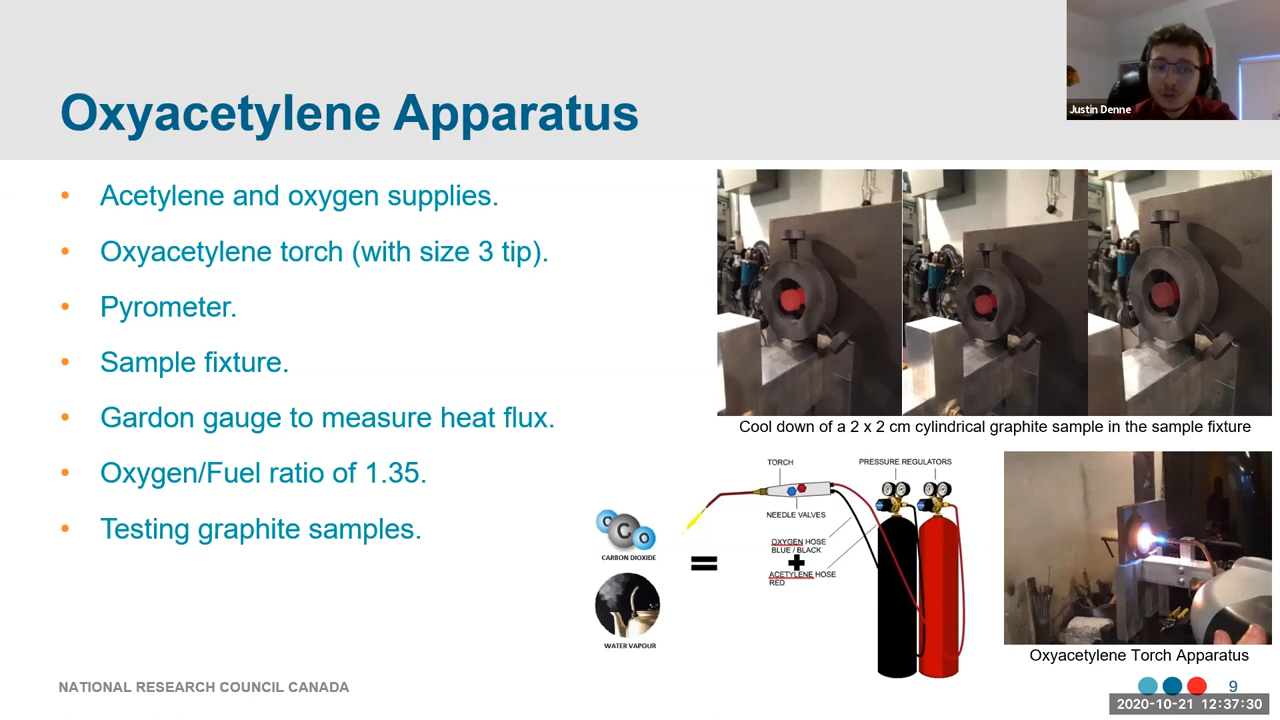 Justin Denne
Oxyacetylene Apparatus
• Acetylene and oxygen supplies.
• Oxyacetylene torch (with size 3 tip).
• Pyrometer.
• Sample fixture.
• Gardon gauge to measure heat flux.
• Oxygen/Fuel ratio of 1.35.
• Testing graphite samples.
Cool down of a 2 x 2 cm cylindrical graphite sample in the sample fixture
TORCH
PRESSURE REGULATORS
NEEDLE VALVES
OXYGEN HOSE
BLUE / BLACK
+
ACETYLENE HOSE
RED
=
O C O
CARBON DIOXIDE
WATER VAPOUR
Oxyacetylene Torch Apparatus
NATIONAL RESEARCH COUNCIL CANADA
9
2020-10-21 12:37:30